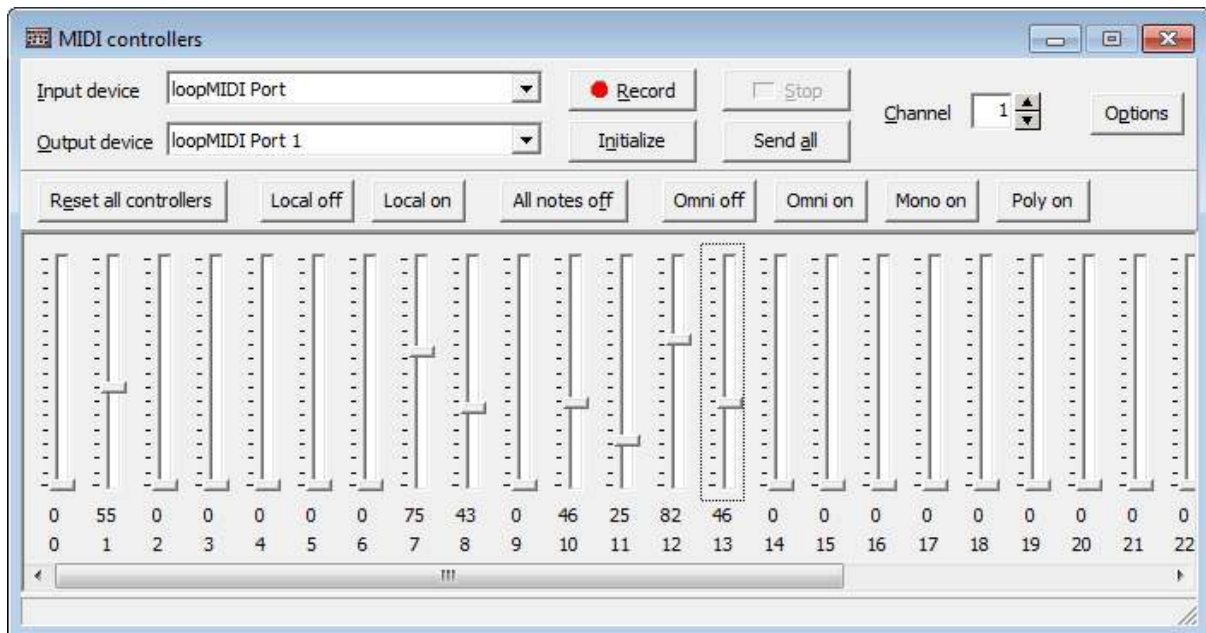 MIDI controllers
Input device loopMIDI Port Record Stop
Channel 1 Options
Output device loopMIDI Port 1 Initialize Send all
Reset all controllers Local off Local on All notes off Omni off Omni on Mono on Poly on
0 55 0 0 0 0 0 75 43 0 46 25 82 46 0 0 0 0 0 0 0 0 0
0 1 2 3 4 5 6 7 8 9 10 11 12 13 14 15 16 17 18 19 20 21 22